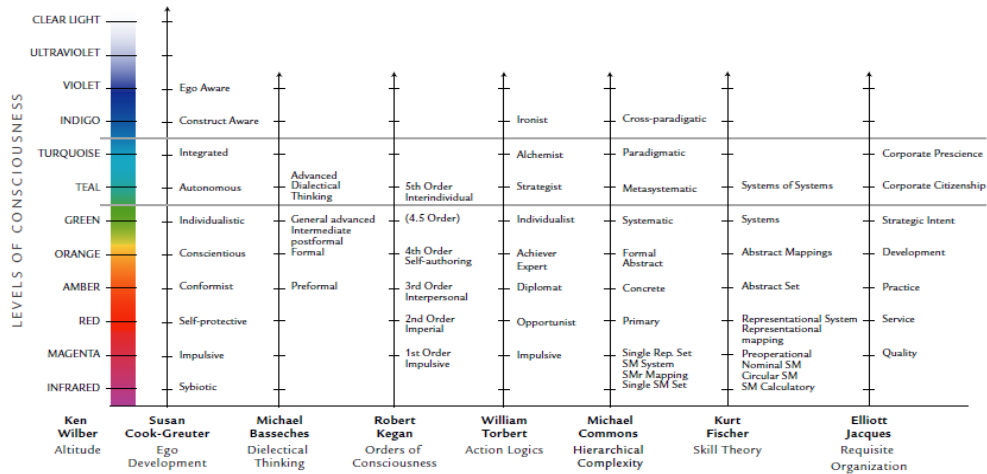 LEVELS OF CONSCIOUSNESS
CLEAR LIGHT
ULTRAVIOLET
VIOLET
INDIGO
TURQUOISE
TEAL
GREEN
ORANGE
AMBER
RED
MAGENTA
INFRARED
Ken
Wilber
Altitude
Ego Aware
Construct Aware
Integrated
Autonomous
Individualistic
Conscientious
Conformist
Self-protective
Impulsive
Sybiotic
Susan
Cook-Greuter
Ego
Development
Advanced
Dialectical
Thinking
General advanced
Intermediate
postformal
Formal
Preformal
Michael
Basseches
Dialectical
Thinking
5th Order
Interindividual
(4.5 Order)
4th Order
Self-authoring
3rd Order
Interpersonal
2nd Order
Imperial
1st Order
Impulsive
Robert
Kegan
Orders of
Consciousness
Ironist
Alchemist
Strategist
Individualist
Achiever
Expert
Diplomat
Opportunist
Impulsive
William
Torbert
Action Logics
Cross-paradigatic
Paradigmatic
Metasystematic
Systematic
Formal
Abstract
Concrete
Primary
Single Rep. Set
SM System
SMr Mapping
Single SM Set
Michael
Commons
Hierarchical
Complexity
Systems of Systems
Systems
Abstract Mappings
Abstract Set
Representational System
Representational
mapping
Preoperational
Nominal SM
Circular SM
SM Calculatory
Kurt
Fischer
Skill Theory
Corporate Prescience
Corporate Citizenship
Strategic Intent
Development
Practice
Service
Quality
Elliott
Jacques
Requisite
Organization